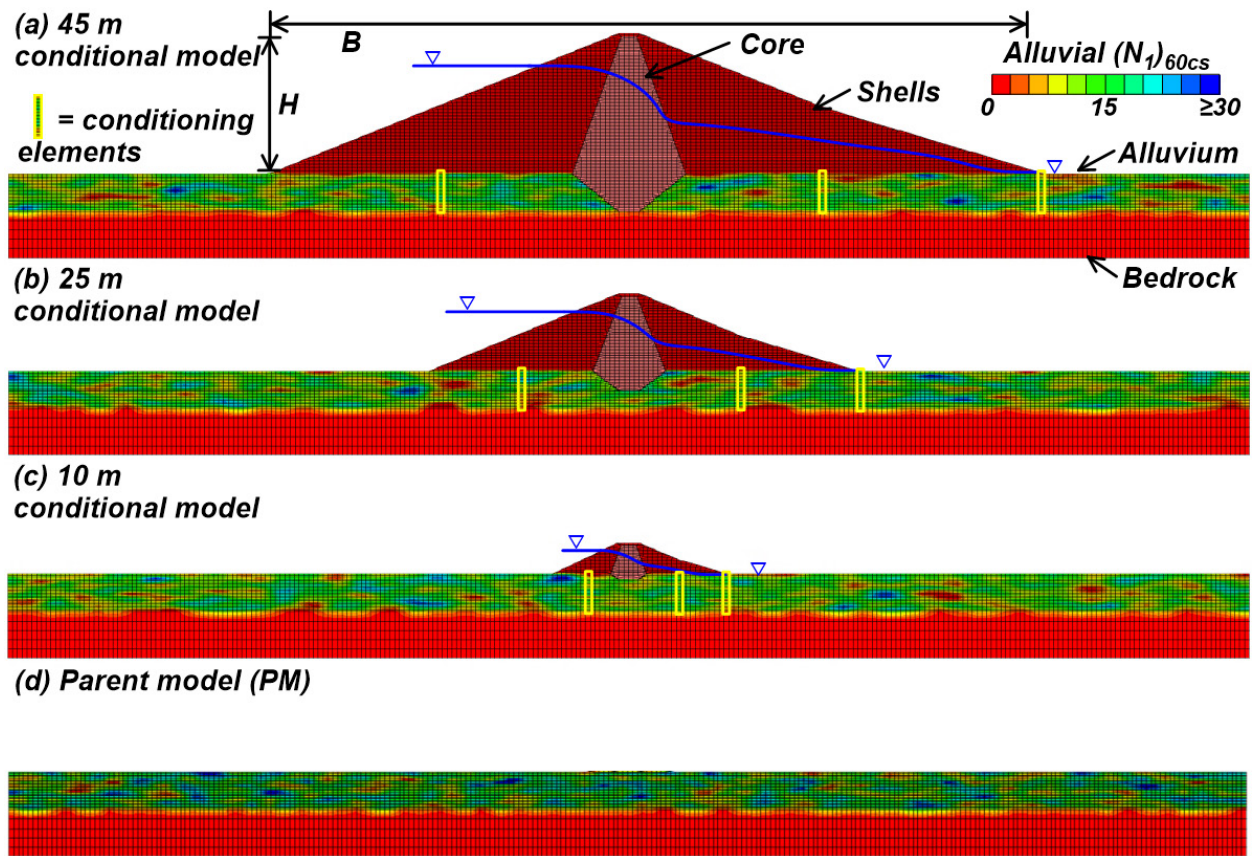 (a) 45 m
conditional model
B
H
Core
Shells
Alluvial (N₁)₆₀cs
0 15 ≥30
= conditioning
elements
Alluvium
Bedrock
(b) 25 m
conditional model
(c) 10 m
conditional model
(d) Parent model (PM)